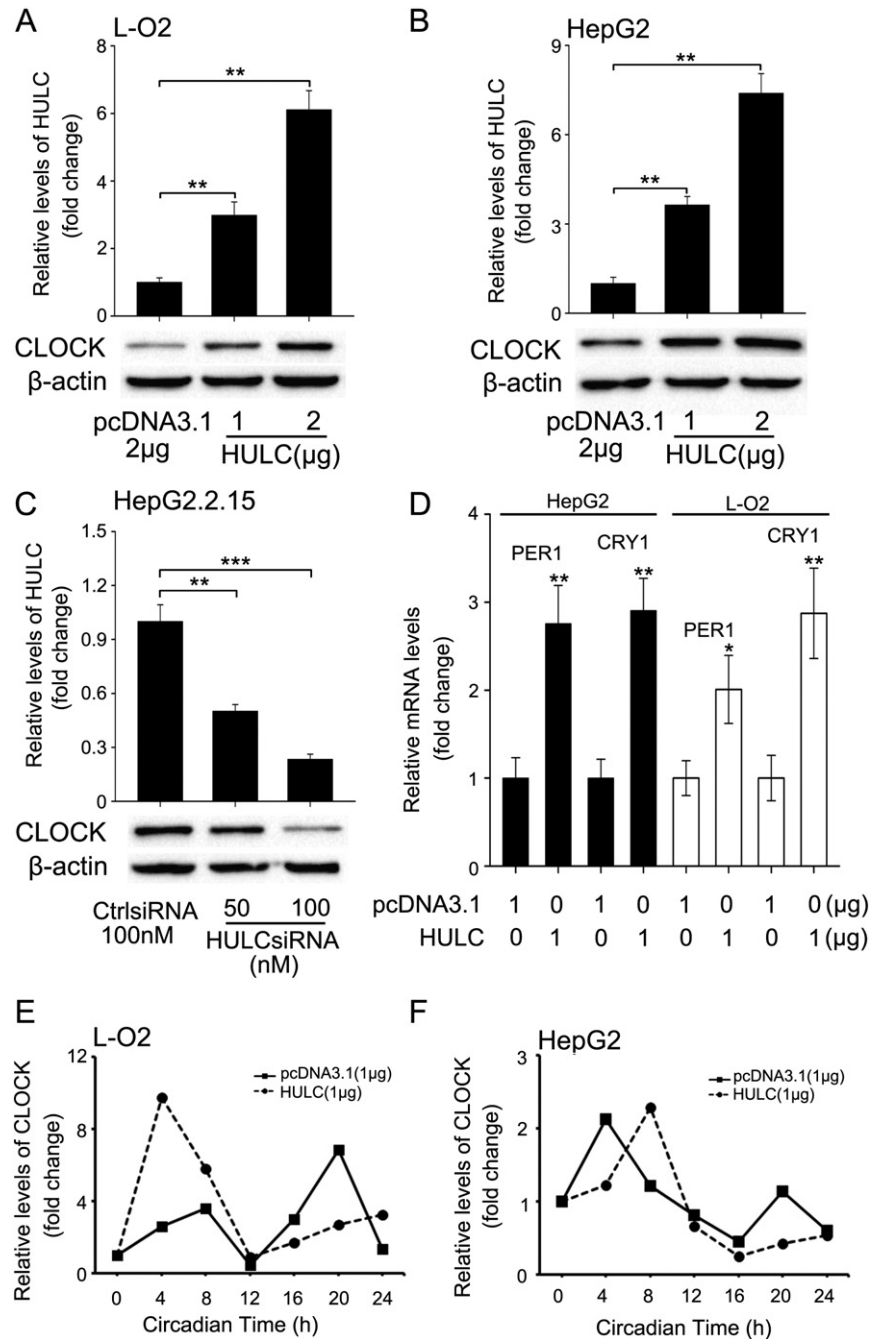 A
L-O2
Relative levels of HULC
(fold change)
8
6
4
2
0
**
**
CLOCK
β-actin
pcDNA3.1 1 2
2μg HULC(μg)
B
HepG2
Relative levels of HULC
(fold change)
9
6
3
0
**
**
CLOCK
β-actin
pcDNA3.1 1 2
2μg HULC(μg)
C
HepG2.2.15
Relative levels of HULC
(fold change)
1.5
1.2
0.9
0.6
0.3
0
***
**
CLOCK
β-actin
CtrlsiRNA 50 100
100nM HULCsiRNA
(nM)
D
HepG2 L-O2
Relative mRNA levels
(fold change)
4
3
2
1
0
PER1 CRY1 PER1 CRY1
** ** * **
pcDNA3.1 1 0 1 0 1 0 1 0 (μg)
HULC 0 1 0 1 0 1 0 1 (μg)
E
L-O2
Relative levels of CLOCK
(fold change)
12
8
4
0
pcDNA3.1(1μg)
HULC(1μg)
0 4 8 12 16 20 24
Circadian Time (h)
F
HepG2
Relative levels of CLOCK
(fold change)
3
2
1
0
pcDNA3.1(1μg)
HULC(1μg)
0 4 8 12 16 20 24
Circadian Time (h)